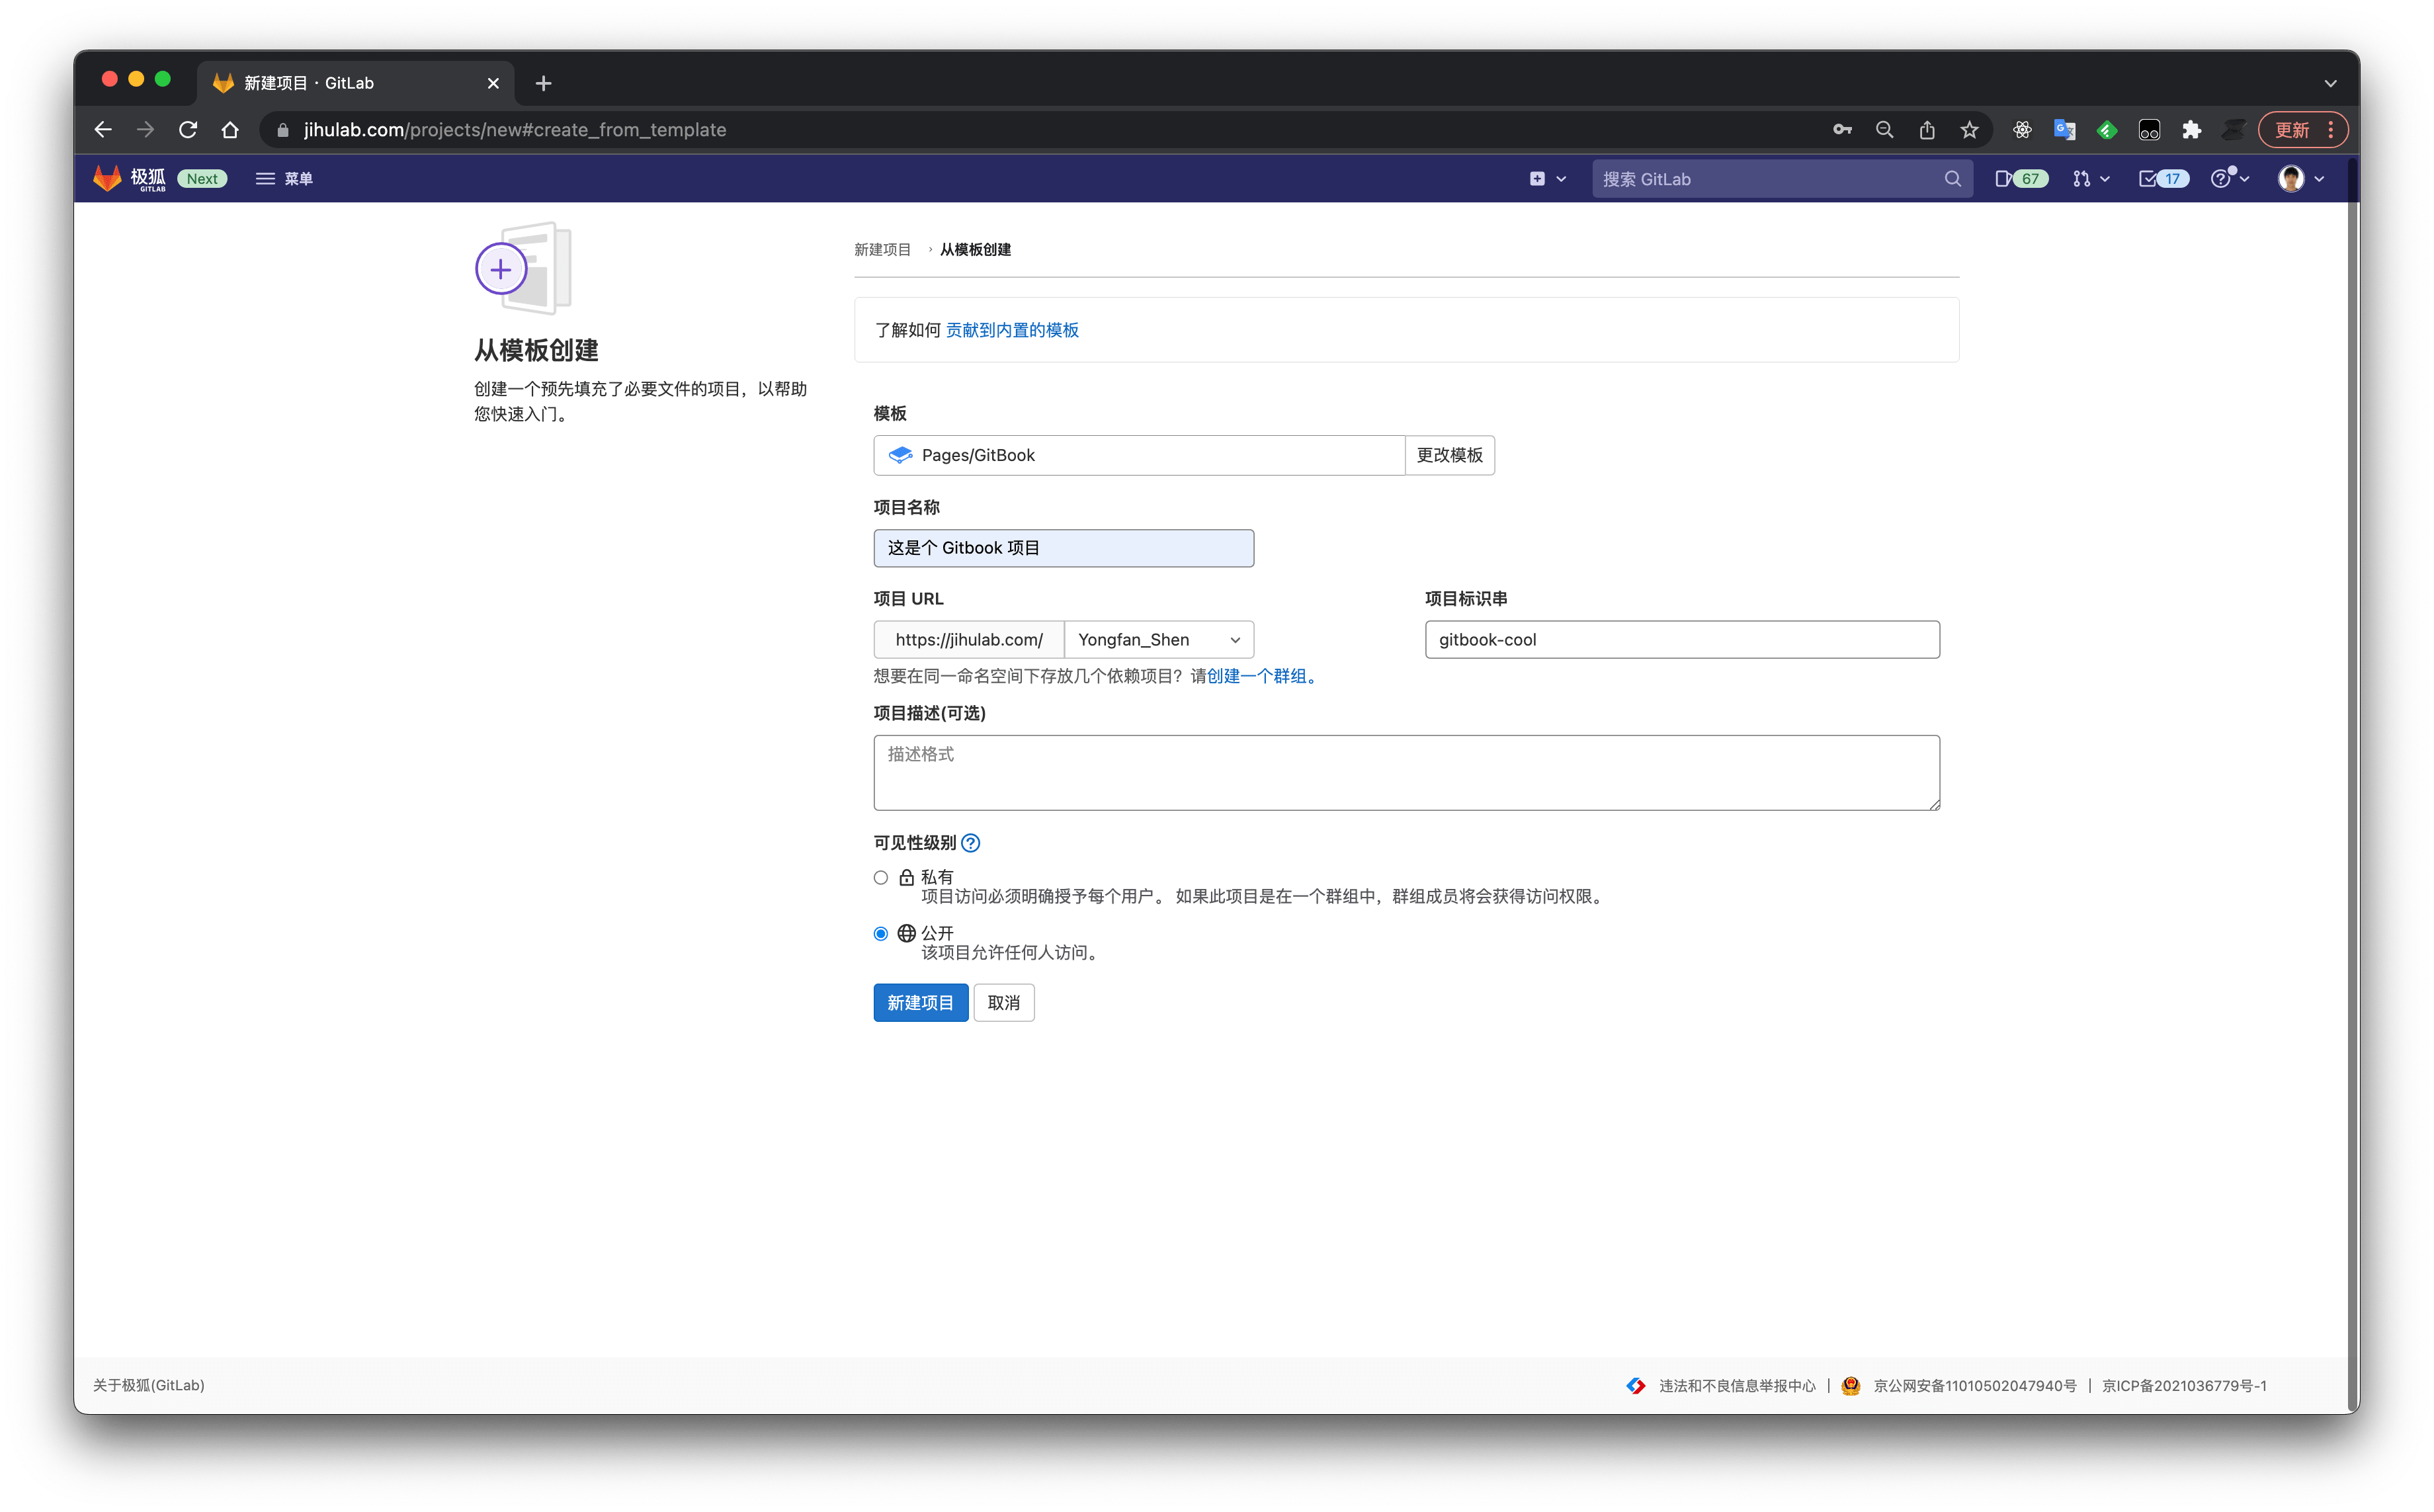 新建项目 · GitLab
jihulab.com/projects/new#create_from_template
更新
极狐
GITLAB
Next
菜单
搜索 GitLab
67
17
新建项目 › 从模板创建
从模板创建
创建一个预先填充了必要文件的项目，以帮助
您快速入门。
了解如何 贡献到内置的模板
模板
Pages/GitBook
更改模板
项目名称
这是个 Gitbook 项目
项目 URL
项目标识串
https://jihulab.com/
Yongfan_Shen
gitbook-cool
想要在同一命名空间下存放几个依赖项目？请创建一个群组。
项目描述(可选)
描述格式
可见性级别
私有
项目访问必须明确授予每个用户。 如果此项目是在一个群组中，群组成员将会获得访问权限。
公开
该项目允许任何人访问。
新建项目
取消
关于极狐(GitLab)
违法和不良信息举报中心 | 京公网安备11010502047940号 | 京ICP备2021036779号-1